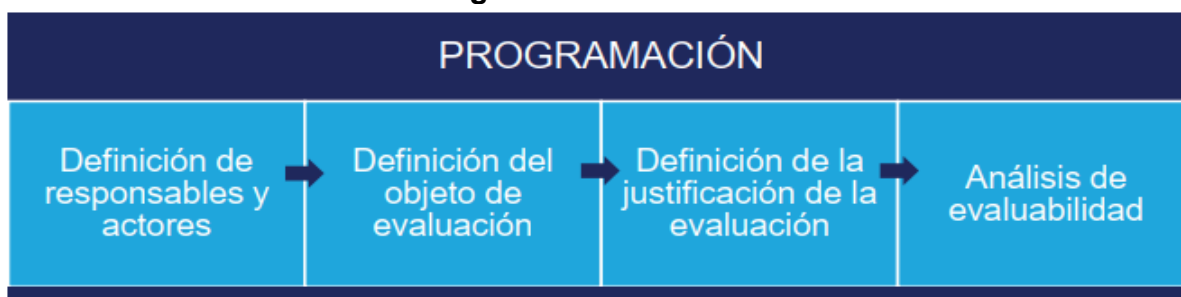 PROGRAMACIÓN
Definición de
responsables y
actores
Definición del
objeto de
evaluación
Definición de la
justificación de la
evaluación
Análisis de
evaluabilidad